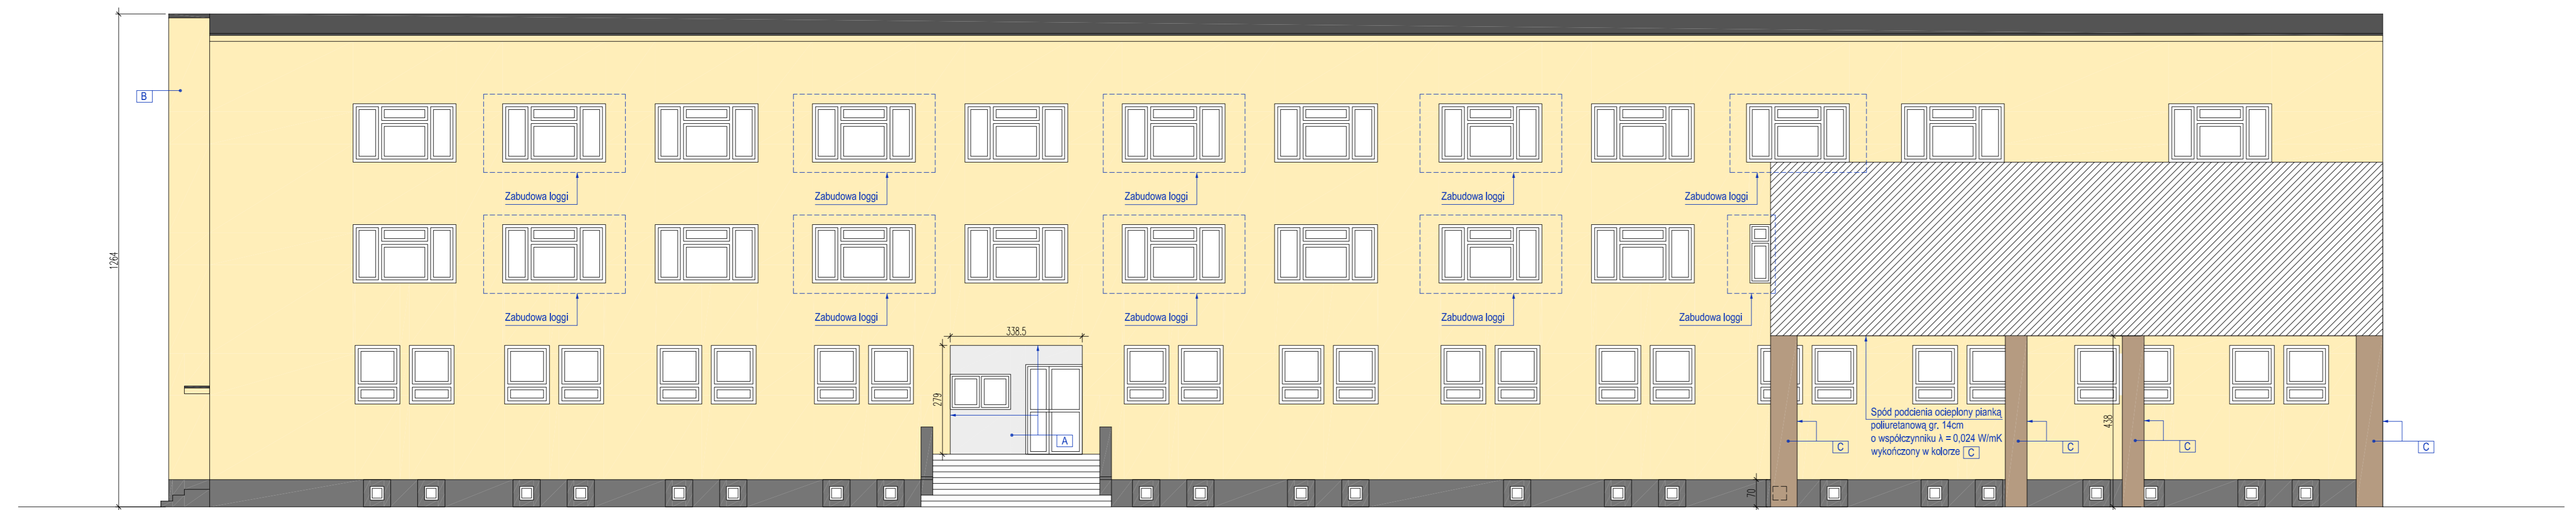 B
Zabudowa loggi
Zabudowa loggi
Zabudowa loggi
Zabudowa loggi
Zabudowa loggi
1264
Zabudowa loggi
Zabudowa loggi
Zabudowa loggi
Zabudowa loggi
Zabudowa loggi
338.5
279
A
Spód podcienia ocieplony pianką
poliuretanową gr. 14cm
o współczynniku λ = 0,024 W/mK
wykończony w kolorze C
438
C
C
C
C
70